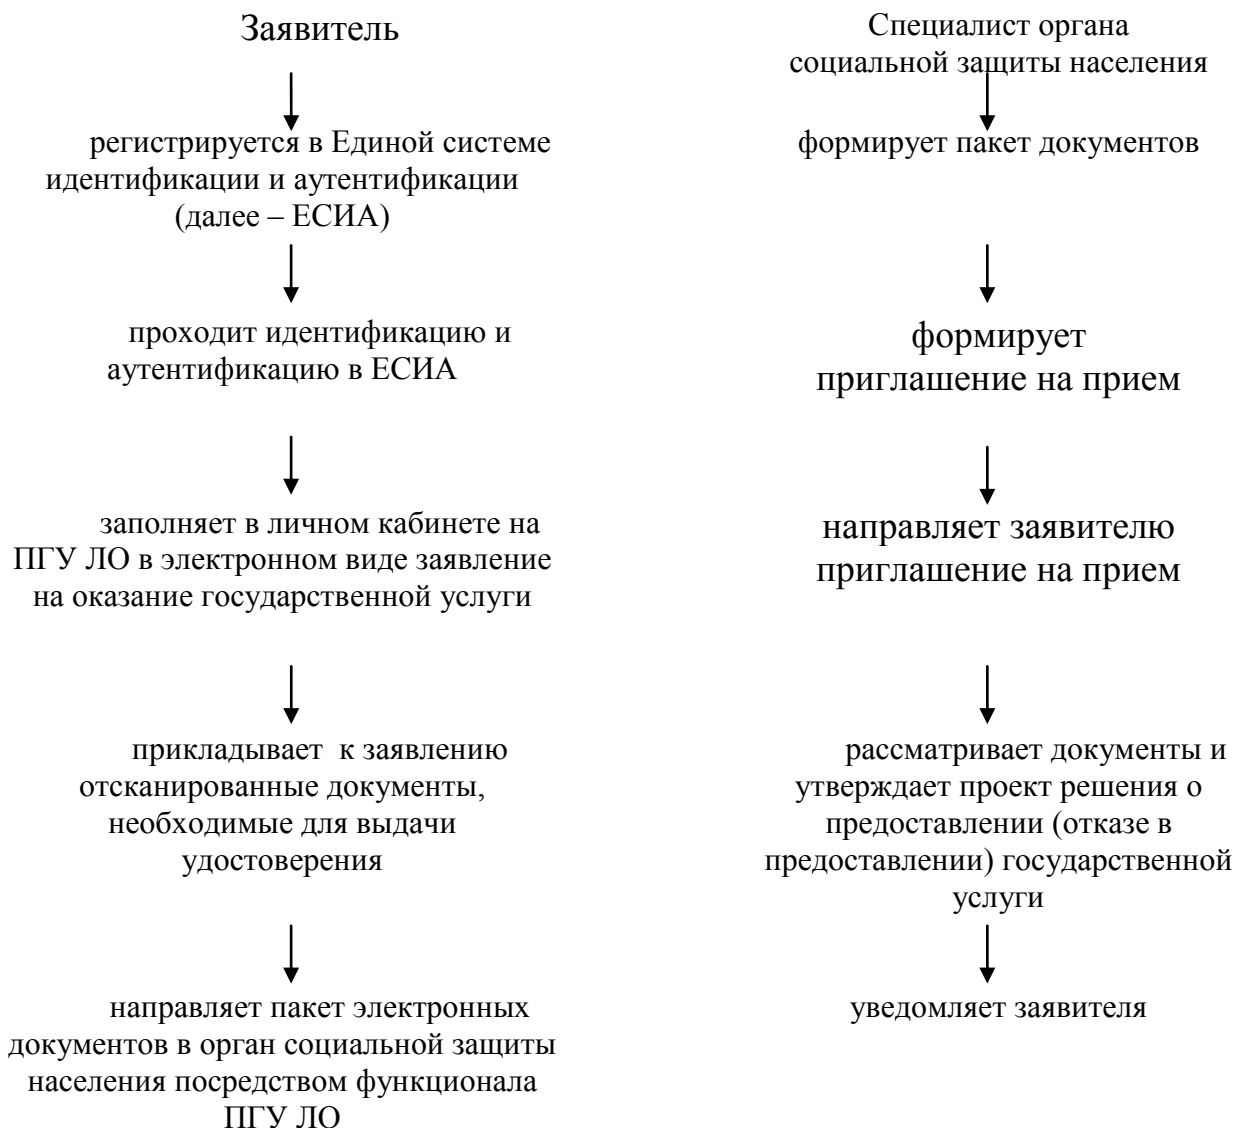 Заявитель
регистрируется в Единой системе
идентификации и аутентификации
(далее – ЕСИА)
проходит идентификацию и
аутентификацию в ЕСИА
заполняет в личном кабинете на
ПГУ ЛО в электронном виде заявление
на оказание государственной услуги
прикладывает к заявлению
отсканированные документы,
необходимые для выдачи
удостоверения
направляет пакет электронных
документов в орган социальной защиты
населения посредством функционала
ПГУ ЛО
Специалист органа
социальной защиты населения
формирует пакет документов
формирует
приглашение на прием
направляет заявителю
приглашение на прием
рассматривает документы и
утверждает проект решения о
предоставлении (отказе в
предоставлении) государственной
услуги
уведомляет заявителя